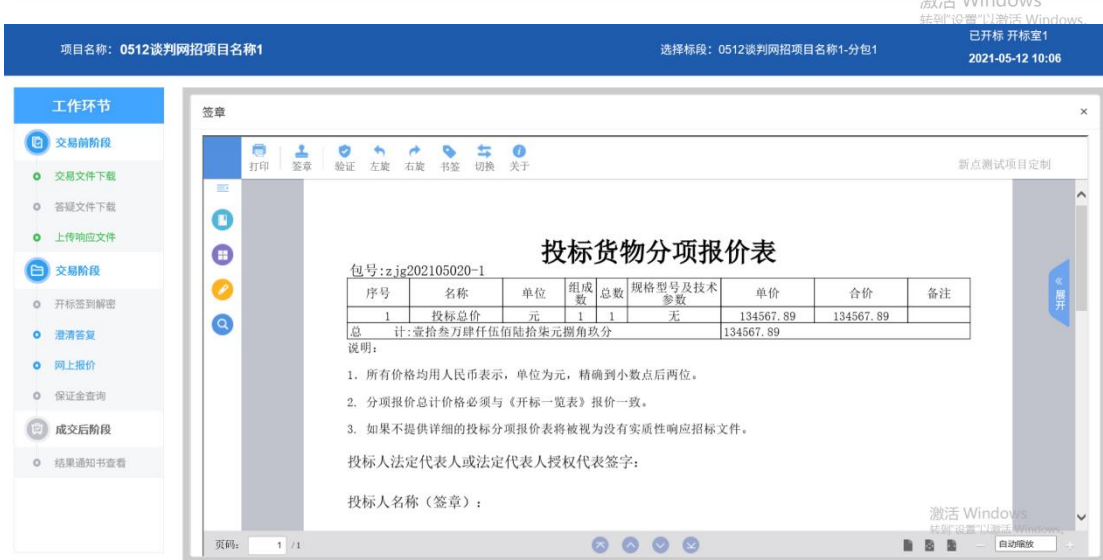 激活 Windows
转到"设置"以激活 Windows。
项目名称：0512谈判网招项目名称1
选择标段：0512谈判网招项目名称1-分包1
已开标 开标室1
2021-05-12 10:06
工作环节
交易前阶段
交易文件下载
答疑文件下载
上传响应文件
交易阶段
开标签到解密
澄清答复
网上报价
保证金查询
成交后阶段
结果通知书查看
签章
×
打印 签章 验证 左旋 右旋 书签 切换 关于
新点测试项目定制
« 展开
投标货物分项报价表
包号:zjg202105020-1
序号 名称 单位 组成数 总数 规格型号及技术参数 单价 合价 备注
1 投标总价 元 1 1 无 134567.89 134567.89
总 计:壹拾叁万肆仟伍佰陆拾柒元捌角玖分 134567.89
说明：
1. 所有价格均用人民币表示，单位为元，精确到小数点后两位。
2. 分项报价总计价格必须与《开标一览表》报价一致。
3. 如果不提供详细的投标分项报价表将被视为没有实质性响应招标文件。
投标人法定代表人或法定代表人授权代表签字：
投标人名称（签章）：
激活 Windows
转到"设置"以激活 Windows。
页码： 1 /1
自动缩放